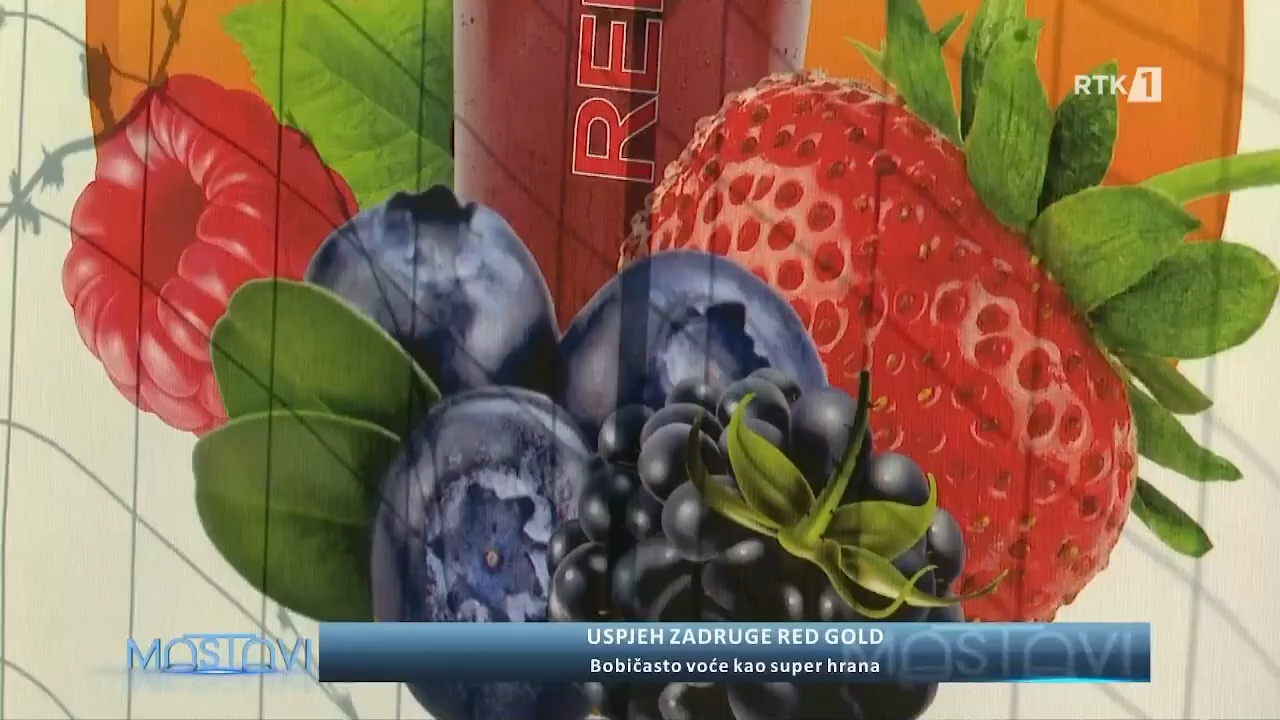 RE
RTK1
USPJEH ZADRUGE RED GOLD
MOSTOVI
Bobičasto voće kao super hrana
MOSTOVI